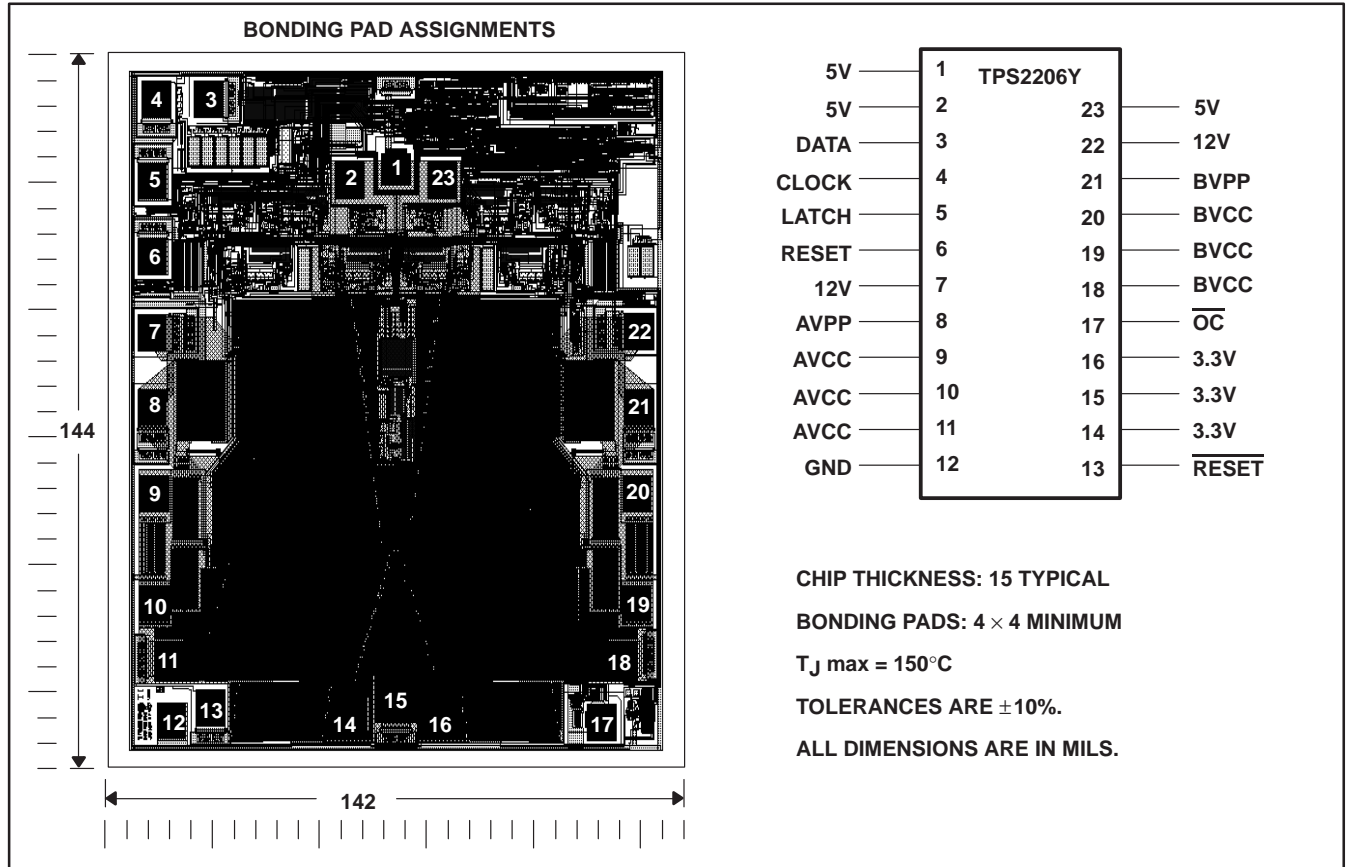 BONDING PAD ASSIGNMENTS
4 3
1
5 2 23
6
7 22
8 21
144
9 20
10 19
11 18
15
12 13 14 16 17
142
TPS2206Y
5V 1
5V 2 23 5V
DATA 3 22 12V
CLOCK 4 21 BVPP
LATCH 5 20 BVCC
RESET 6 19 BVCC
12V 7 18 BVCC
AVPP 8 17 OC
AVCC 9 16 3.3V
AVCC 10 15 3.3V
AVCC 11 14 3.3V
GND 12 13 RESET
CHIP THICKNESS: 15 TYPICAL
BONDING PADS: 4 × 4 MINIMUM
TJ max = 150°C
TOLERANCES ARE ±10%.
ALL DIMENSIONS ARE IN MILS.